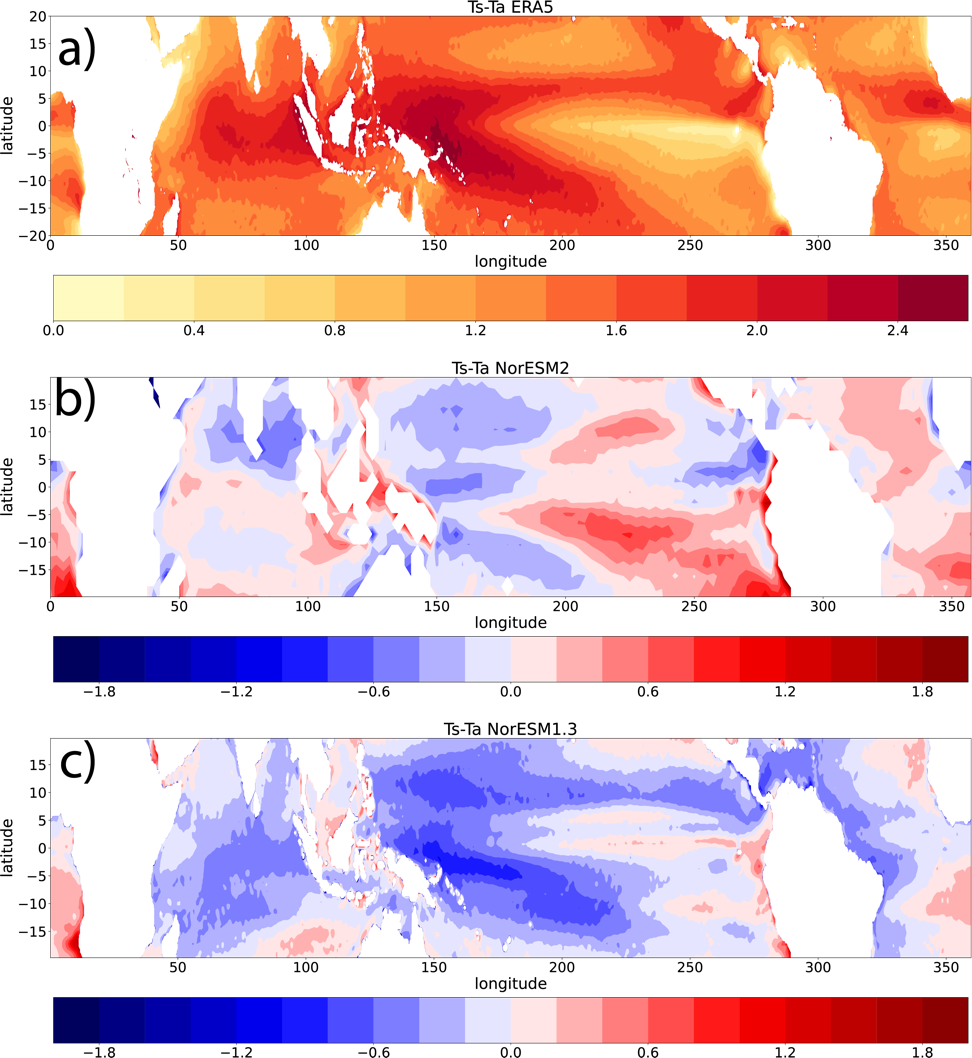 Ts-Ta ERA5
a)
latitude
20
15
10
5
0
−5
−10
−15
−20
0 50 100 150 200 250 300 350
longitude
0.0 0.4 0.8 1.2 1.6 2.0 2.4
Ts-Ta NorESM2
b)
latitude
15
10
5
0
−5
−10
−15
0 50 100 150 200 250 300 350
longitude
−1.8 −1.2 −0.6 0.0 0.6 1.2 1.8
Ts-Ta NorESM1.3
c)
latitude
15
10
5
0
−5
−10
−15
50 100 150 200 250 300 350
longitude
−1.8 −1.2 −0.6 0.0 0.6 1.2 1.8